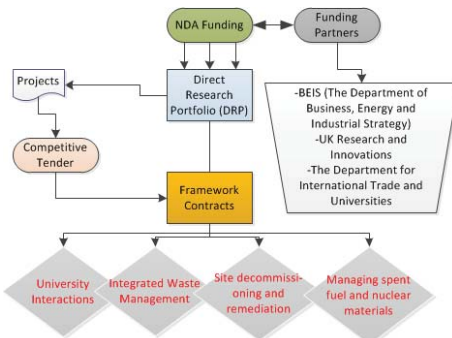 NDA Funding
Funding
Partners
Projects
Direct
Research
Portfolio (DRP)
-BEIS (The Department of
Business, Energy and
Industrial Strategy)
-UK Research and
Innovations
-The Department for
International Trade and
Universities
Competitive
Tender
Framework
Contracts
University
Interactions
Integrated Waste
Management
Site decommissi-
oning and
remediation
Managing spent
fuel and nuclear
materials